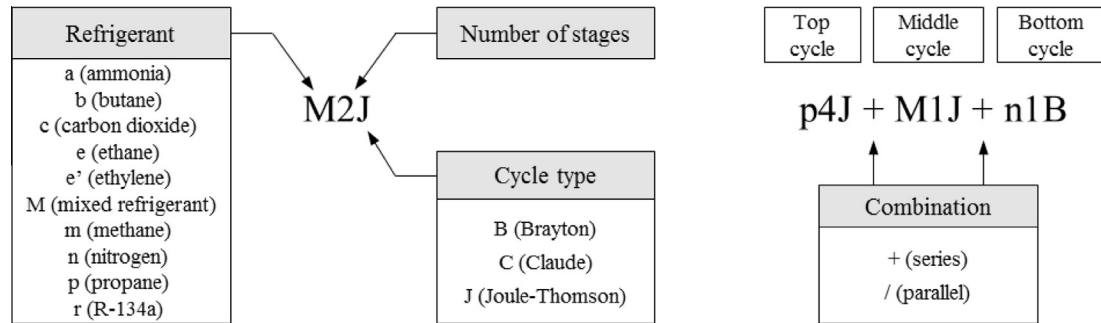 Refrigerant
a (ammonia)
b (butane)
c (carbon dioxide)
e (ethane)
e’ (ethylene)
M (mixed refrigerant)
m (methane)
n (nitrogen)
p (propane)
r (R-134a)
M2J
Number of stages
Cycle type
B (Brayton)
C (Claude)
J (Joule-Thomson)
Top
cycle
Middle
cycle
Bottom
cycle
p4J + M1J + n1B
Combination
+ (series)
/ (parallel)